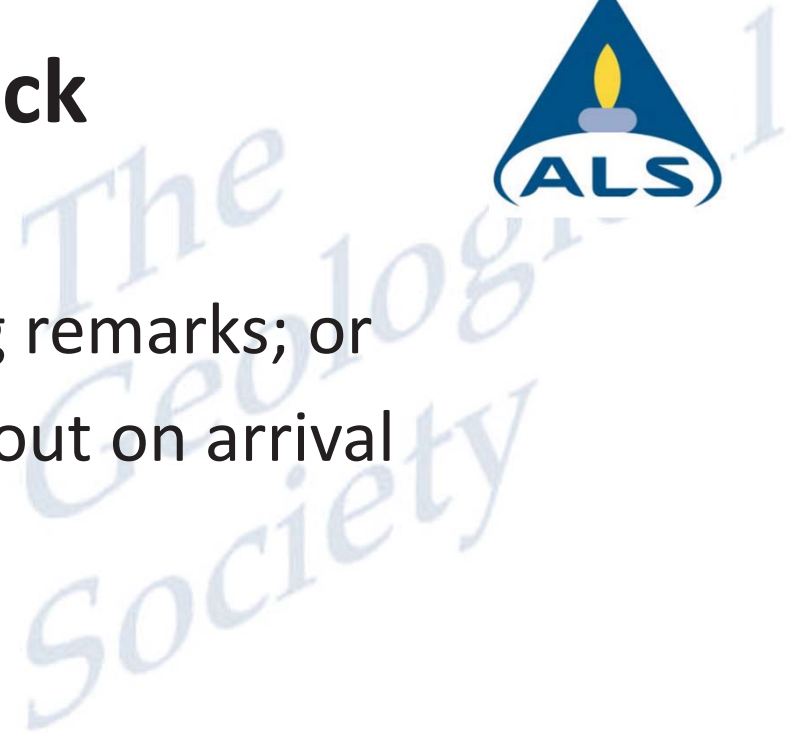 ck
ALS
g remarks; or
out on arrival
The
Geological
Society